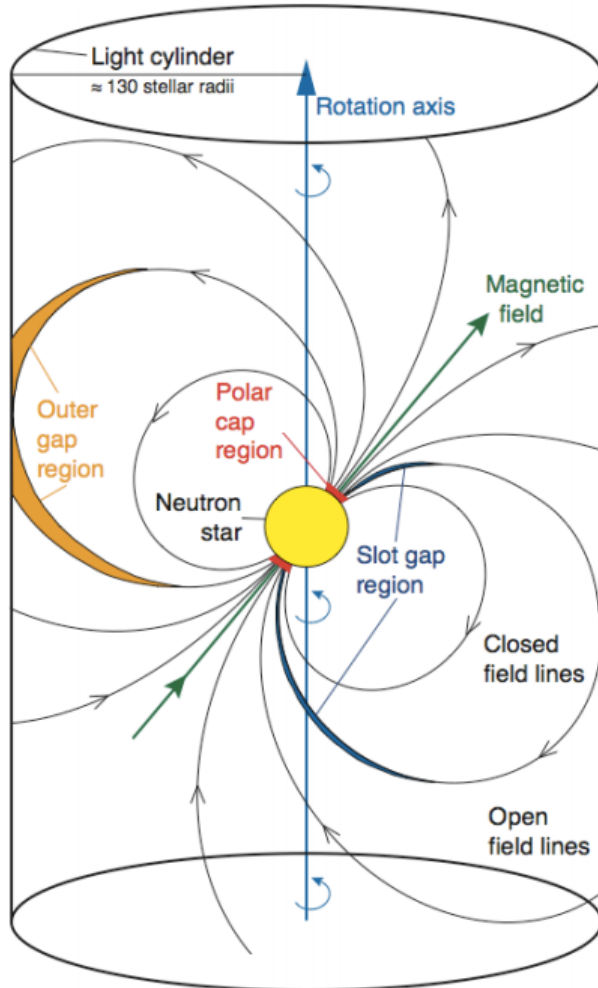 Light cylinder
≈ 130 stellar radii
Rotation axis
Magnetic
field
Polar
cap
region
Outer
gap
region
Neutron
star
Slot gap
region
Closed
field lines
Open
field lines